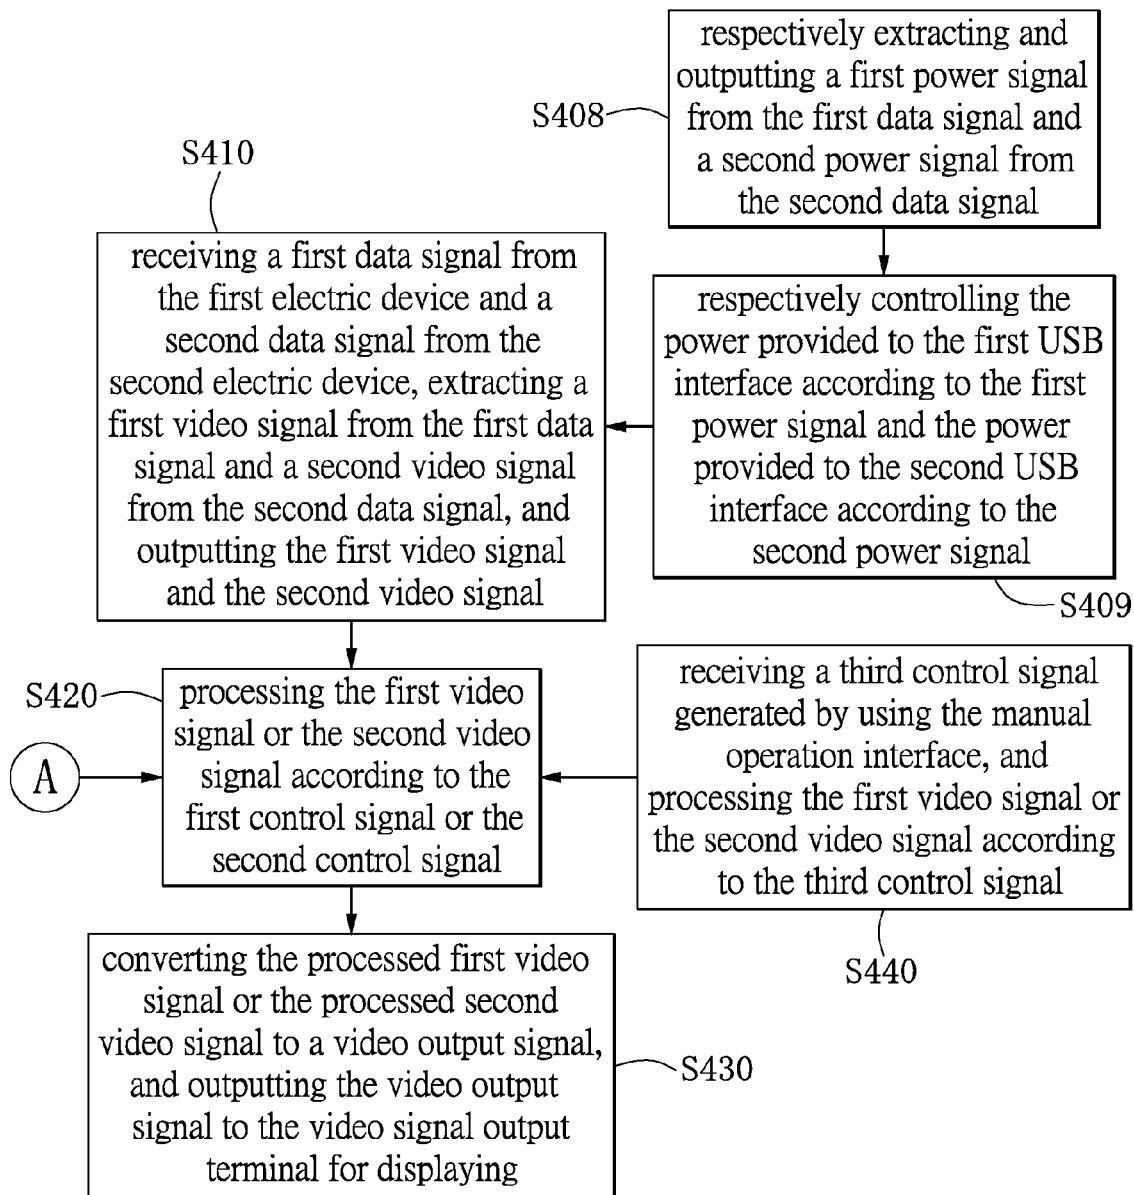 respectively extracting and
outputting a first power signal
from the first data signal and
a second power signal from
the second data signal
S408
S410
receiving a first data signal from
the first electric device and a
second data signal from the
second electric device, extracting a
first video signal from the first data
signal and a second video signal
from the second data signal, and
outputting the first video signal
and the second video signal
respectively controlling the
power provided to the first USB
interface according to the first
power signal and the power
provided to the second USB
interface according to the
second power signal
S409
S420
processing the first video
signal or the second video
signal according to the
first control signal or the
second control signal
A
receiving a third control signal
generated by using the manual
operation interface, and
processing the first video signal or
the second video signal according
to the third control signal
S440
converting the processed first video
signal or the processed second
video signal to a video output signal,
and outputting the video output
signal to the video signal output
terminal for displaying
S430